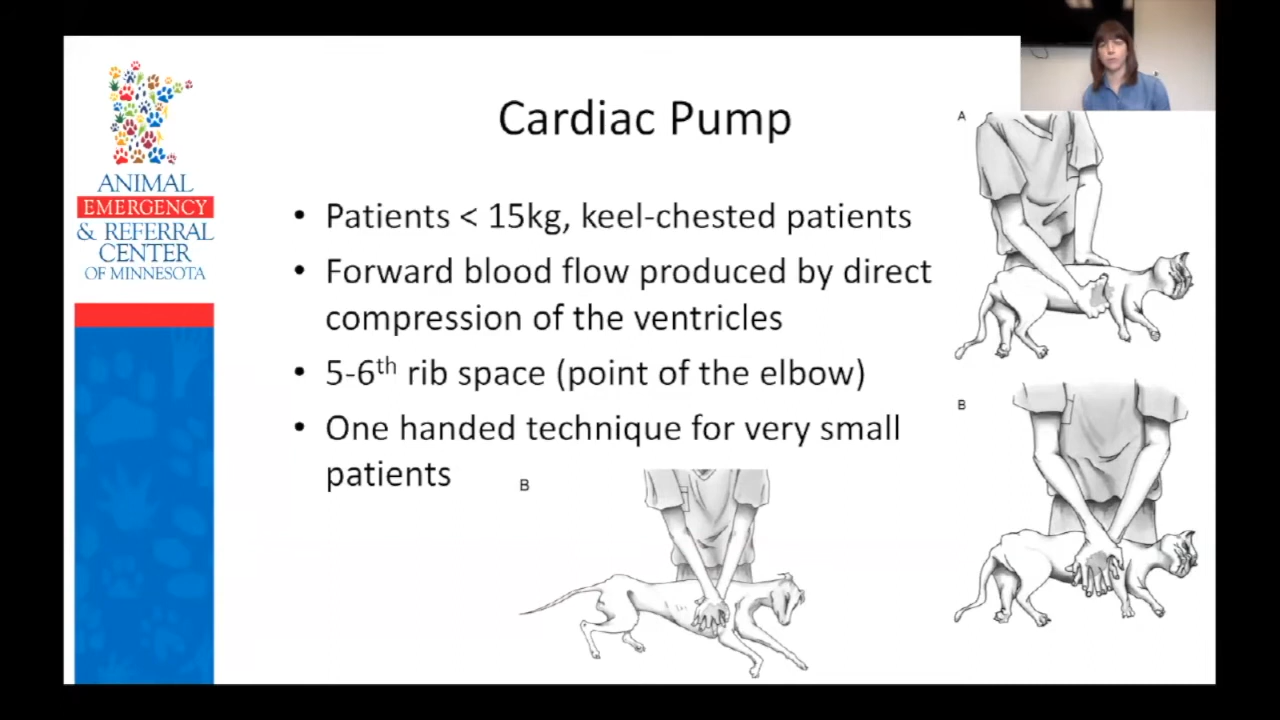 ANIMAL
EMERGENCY
& REFERRAL
CENTER
OF MINNESOTA
Cardiac Pump
• Patients < 15kg, keel-chested patients
• Forward blood flow produced by direct
compression of the ventricles
• 5-6th rib space (point of the elbow)
• One handed technique for very small
patients
B
A
B